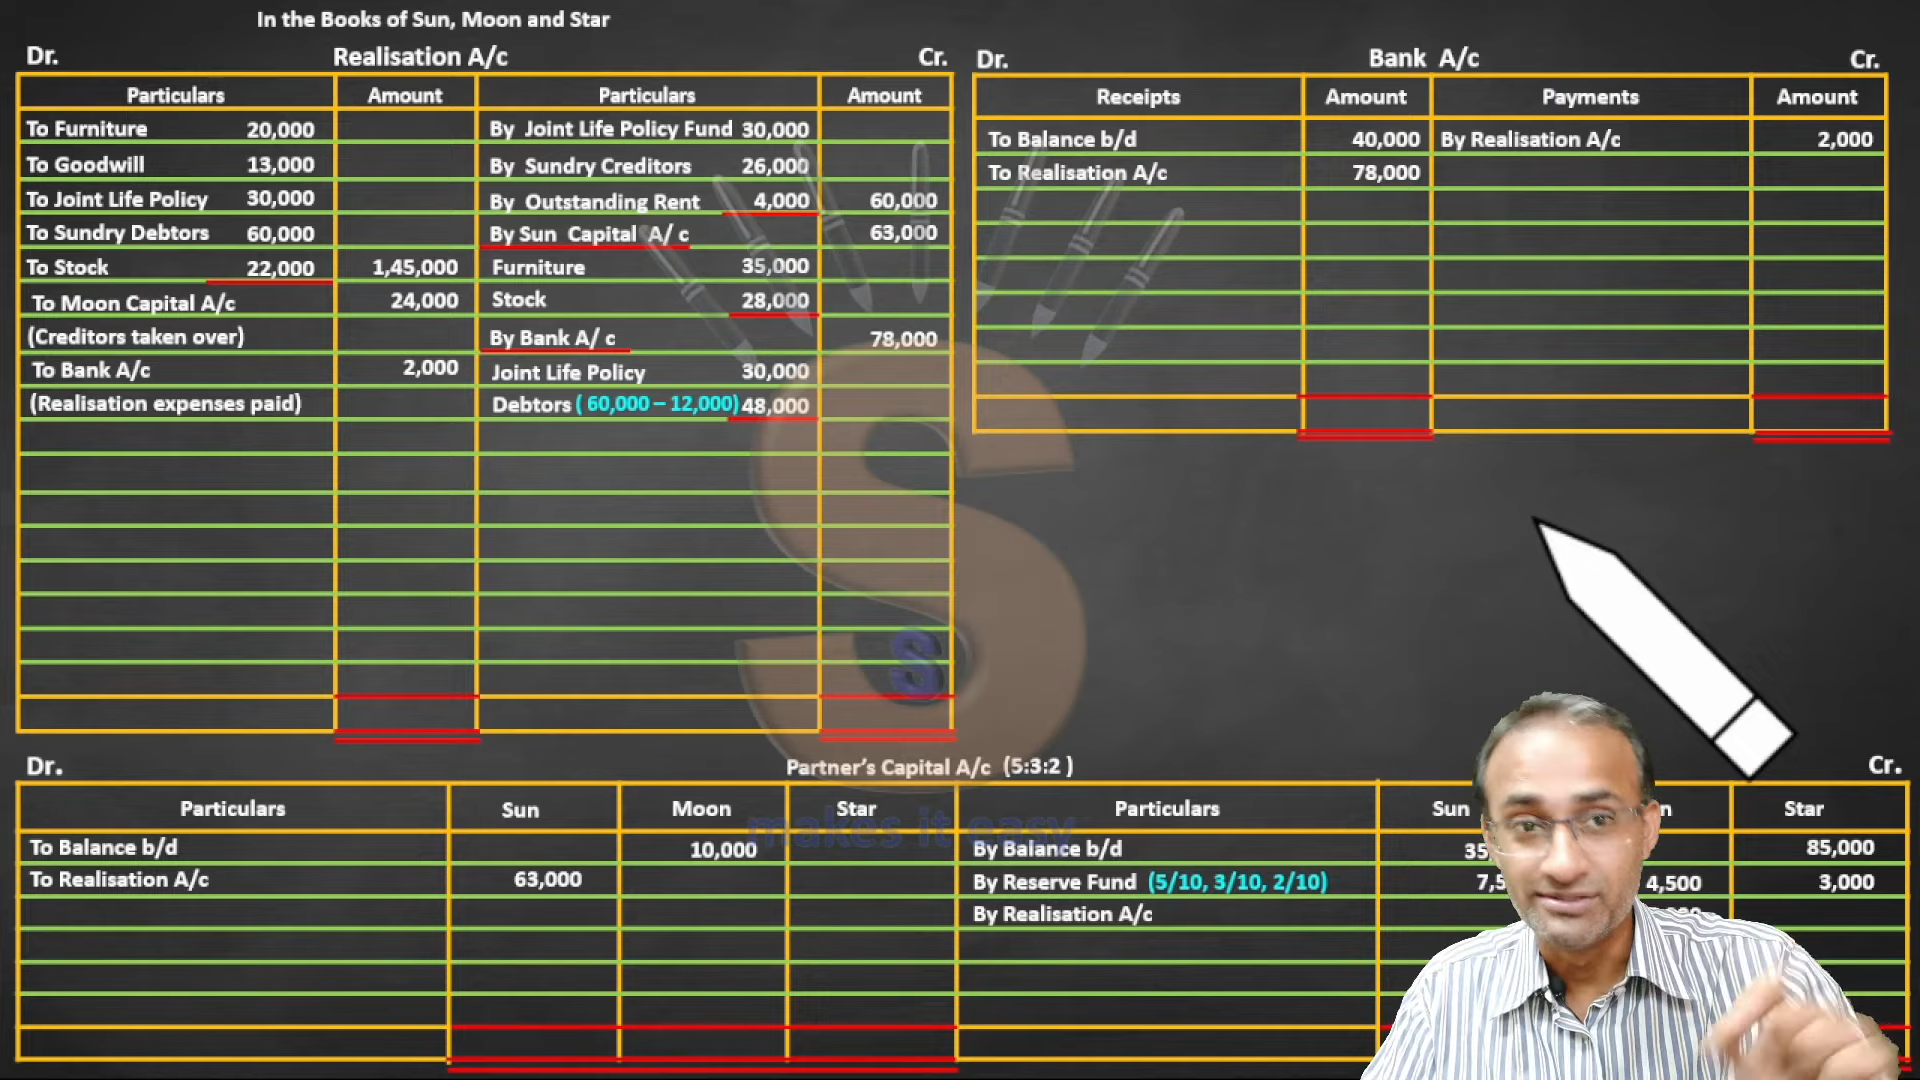 In the Books of Sun, Moon and Star
Dr. Realisation A/c Cr.
Particulars Amount Particulars Amount
To Furniture 20,000 By Joint Life Policy Fund 30,000
To Goodwill 13,000 By Sundry Creditors 26,000
To Joint Life Policy 30,000 By Outstanding Rent 4,000 60,000
To Sundry Debtors 60,000 By Sun Capital A/ c 63,000
To Stock 22,000 1,45,000 Furniture 35,000
To Moon Capital A/c 24,000 Stock 28,000
(Creditors taken over) By Bank A/ c 78,000
To Bank A/c 2,000 Joint Life Policy 30,000
(Realisation expenses paid) Debtors ( 60,000 – 12,000) 48,000
Dr. Bank A/c Cr.
Receipts Amount Payments Amount
To Balance b/d 40,000 By Realisation A/c 2,000
To Realisation A/c 78,000
S
S
makes it easy
Dr. Partner's Capital A/c (5:3:2 ) Cr.
Particulars Sun Moon Star Particulars Sun Star
To Balance b/d 10,000 By Balance b/d 85,000
To Realisation A/c 63,000 By Reserve Fund (5/10, 3/10, 2/10) 4,500 3,000
By Realisation A/c